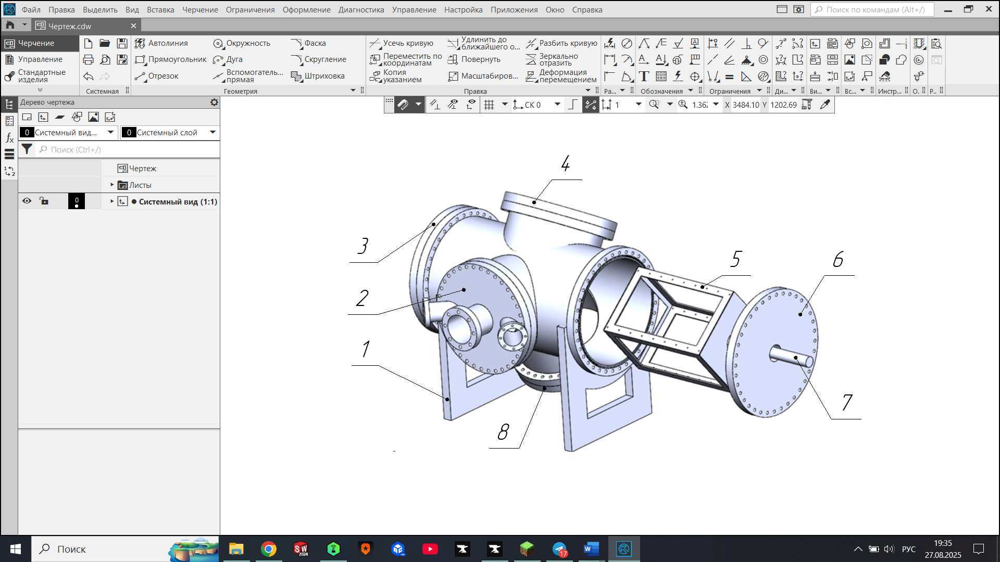 Файл Правка Выделить Вид Вставка Черчение Ограничения Оформление Диагностика Управление Настройка Приложения Окно Справка
Поиск по командам (Alt+/)
Чертеж.cdw
Черчение
Управление
Стандартные
изделия
Системная
Автолиния
Прямоугольник
Отрезок
Окружность
Дуга
Вспомогатель...
прямая
Фаска
Скругление
Штриховка
Геометрия
Усечь кривую
Переместить по
координатам
Копия
указанием
Удлинить до
ближайшего о...
Повернуть
Масштабиров...
Разбить кривую
Зеркально
отразить
Деформация
перемещением
Правка
Ра...
Обозначения
Ограничения
Ди...
Ви...
Вс...
Инстр...
О.
Р..
Дерево чертежа
0 Системный вид...
0 Системный слой
Поиск (Ctrl+/)
Чертеж
Листы
0
Системный вид (1:1)
СК 0
1
1.362
X 3484.10 Y 1202.69
4
3
5
6
2
1
7
8
Поиск
SW
2024
17
W
РУС
19:35
27.08.2025